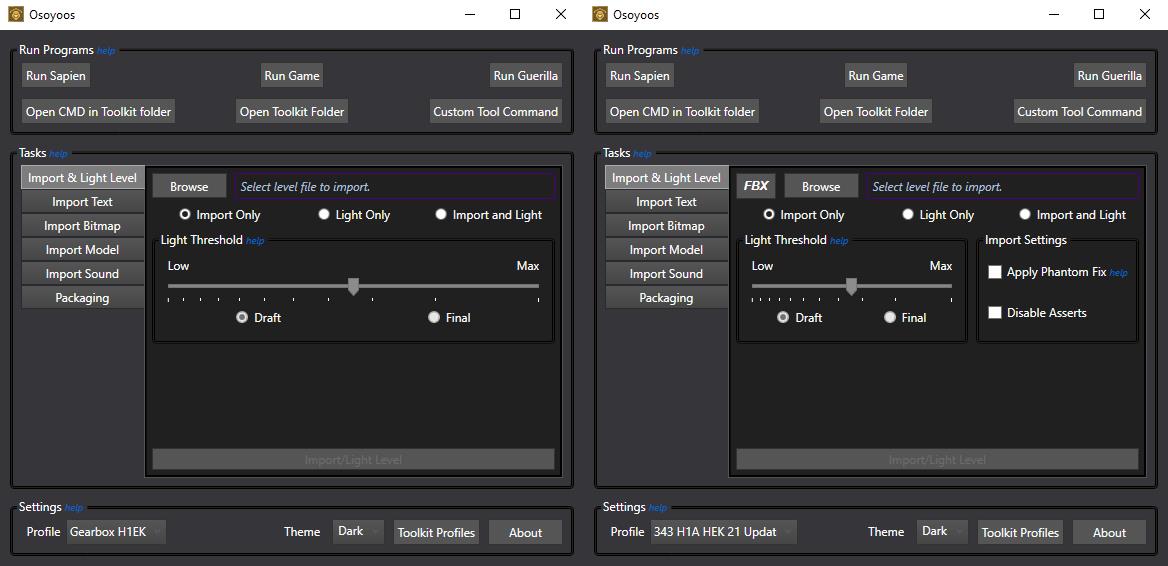 Osoyoos
Run Programs help
Run Sapien
Run Game
Run Guerilla
Open CMD in Toolkit folder
Open Toolkit Folder
Custom Tool Command
Tasks help
Import & Light Level
Import Text
Import Bitmap
Import Model
Import Sound
Packaging
Browse
Select level file to import.
Import Only
Light Only
Import and Light
Light Threshold help
Low
Max
Draft
Final
Import/Light Level
Settings help
Profile
Gearbox H1EK
Theme
Dark
Toolkit Profiles
About
Osoyoos
Run Programs help
Run Sapien
Run Game
Run Guerilla
Open CMD in Toolkit folder
Open Toolkit Folder
Custom Tool Command
Tasks help
Import & Light Level
Import Text
Import Bitmap
Import Model
Import Sound
Packaging
FBX
Browse
Select level file to import.
Import Only
Light Only
Import and Light
Light Threshold help
Low
Max
Draft
Final
Import Settings
Apply Phantom Fix help
Disable Asserts
Import/Light Level
Settings help
Profile
343 H1A HEK 21 Updat
Theme
Dark
Toolkit Profiles
About